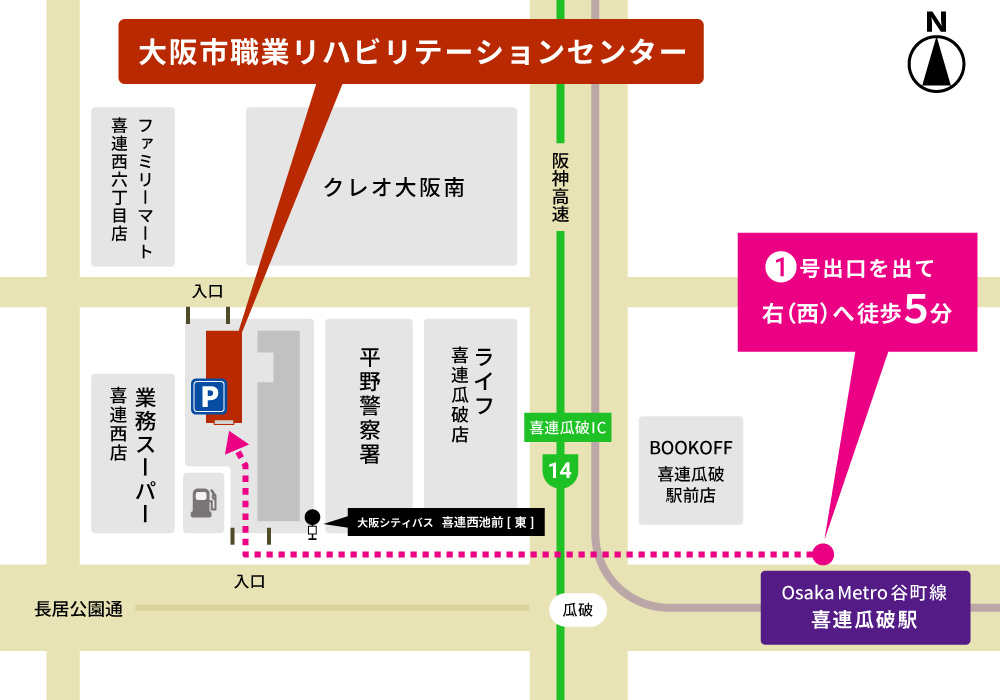 大阪市職業リハビリテーションセンター
N
ファミリーマート
喜連西六丁目店
クレオ大阪南
阪神高速
❶号出口を出て
右(西)へ徒歩5分
入口
P
業務スーパー
喜連西店
平野警察署
ライフ
喜連瓜破店
喜連瓜破IC
14
BOOKOFF
喜連瓜破
駅前店
大阪シティバス 喜連西池前[東]
入口
長居公園通
瓜破
Osaka Metro 谷町線
喜連瓜破駅